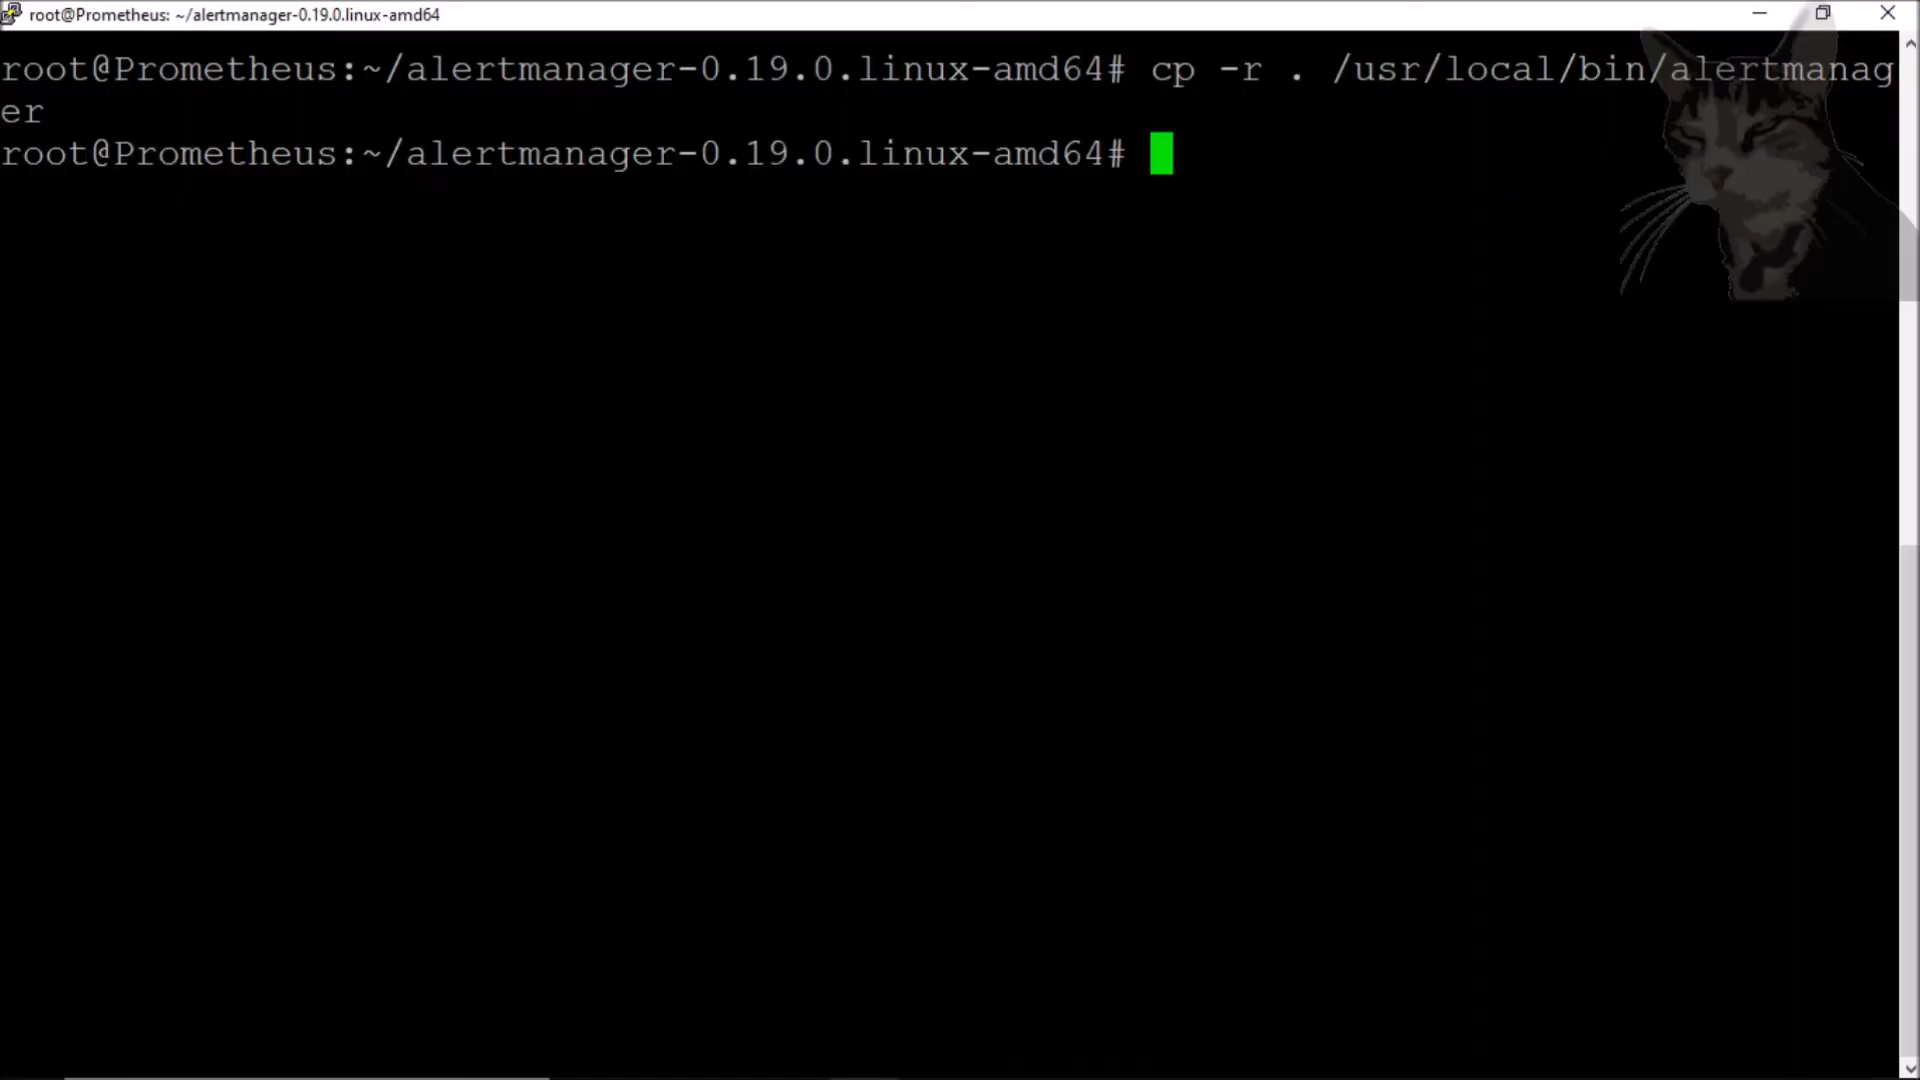 root@Prometheus: ~/alertmanager-0.19.0.linux-amd64
root@Prometheus:~/alertmanager-0.19.0.linux-amd64# cp -r . /usr/local/bin/alertmanag
er
root@Prometheus:~/alertmanager-0.19.0.linux-amd64#